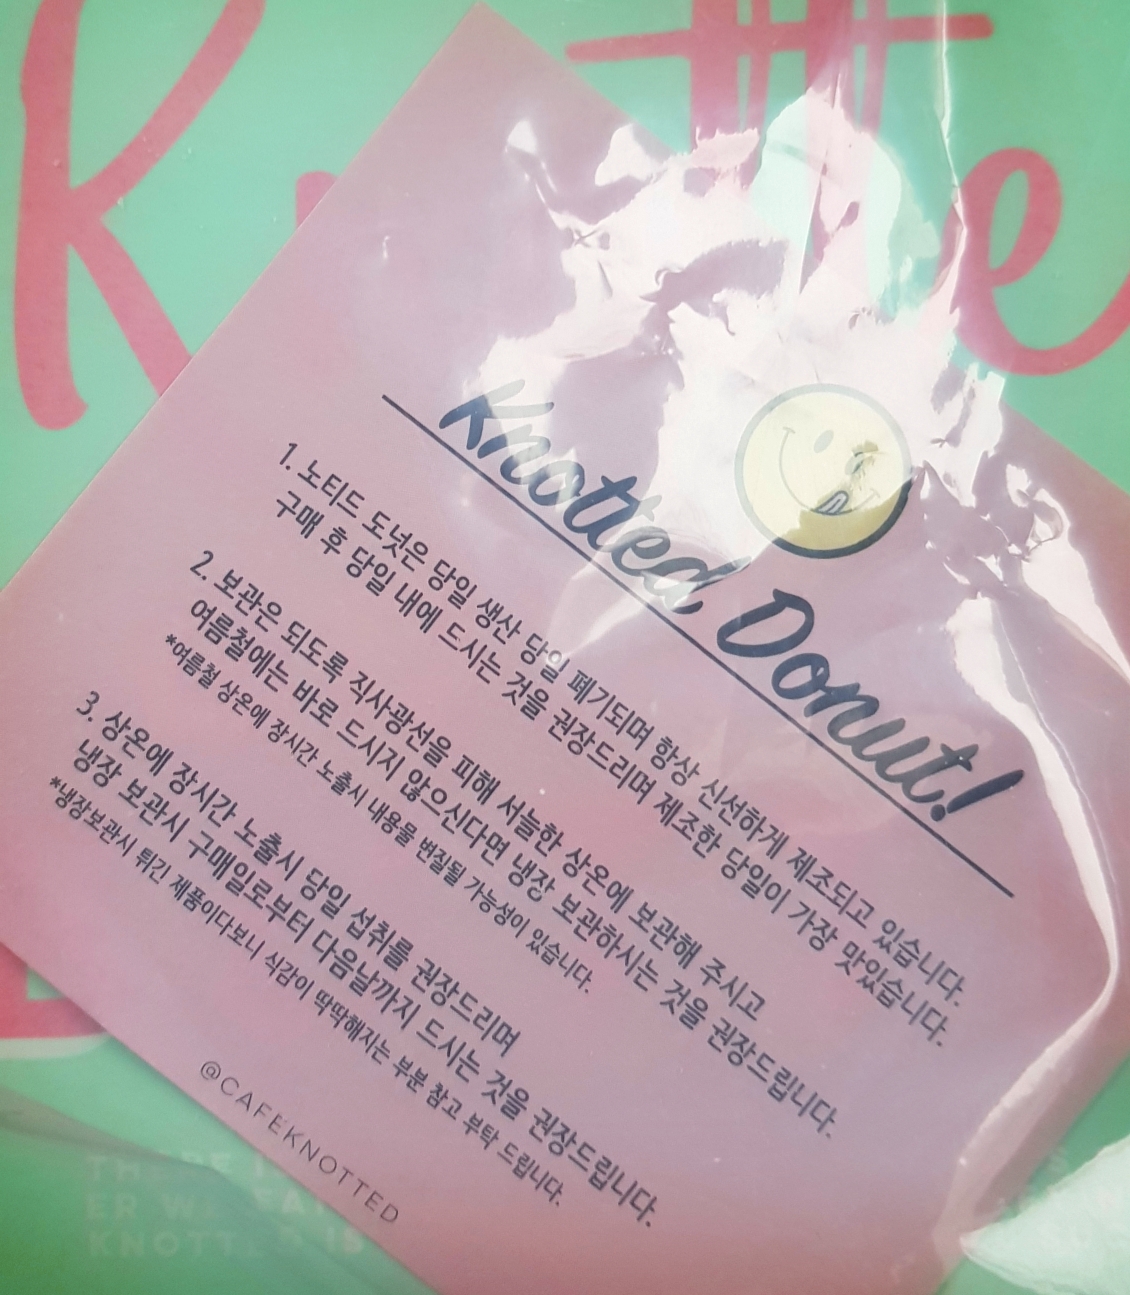 Knotte
Knotted Donut!
1. 노티드 도넛은 당일 생산 당일 폐기되며 항상 신선하게 제조되고 있습니다.
구매 후 당일 내에 드시는 것을 권장드리며 제조한 당일이 가장 맛있습니다.
2. 보관은 되도록 직사광선을 피해 서늘한 상온에 보관해 주시고
여름철에는 바로 드시지 않으신다면 냉장 보관하시는 것을 권장드립니다.
*여름철 상온에 장시간 노출시 내용물 변질될 가능성이 있습니다.
3. 상온에 장시간 노출시 당일 섭취를 권장드리며
냉장 보관시 구매일로부터 다음날까지 드시는 것을 권장드립니다.
*냉장보관시 튀긴 제품이다보니 식감이 딱딱해지는 부분 참고 부탁 드립니다.
@CAFEKNOTTED